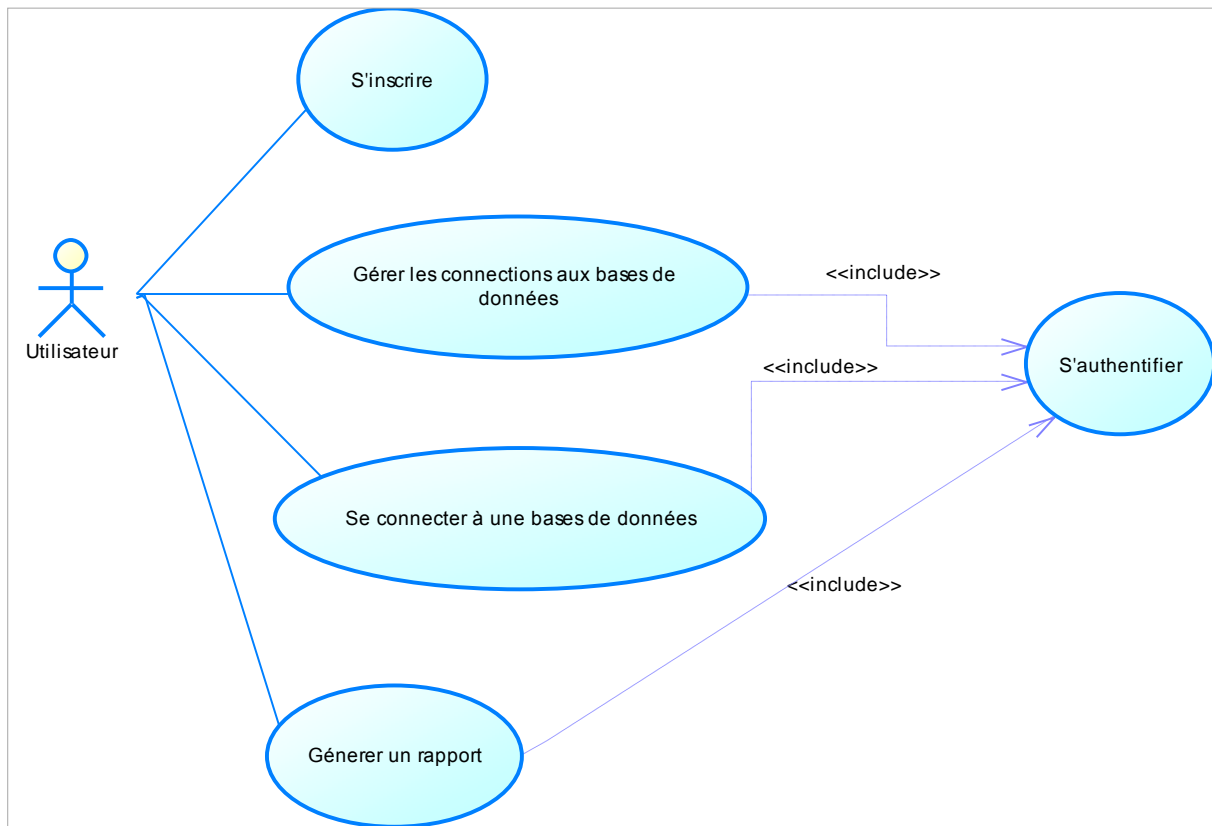 S'inscrire
Gérer les connections aux bases de
données
<<include>>
Utilisateur
S'authentifier
<<include>>
Se connecter à une bases de données
<<include>>
Génerer un rapport